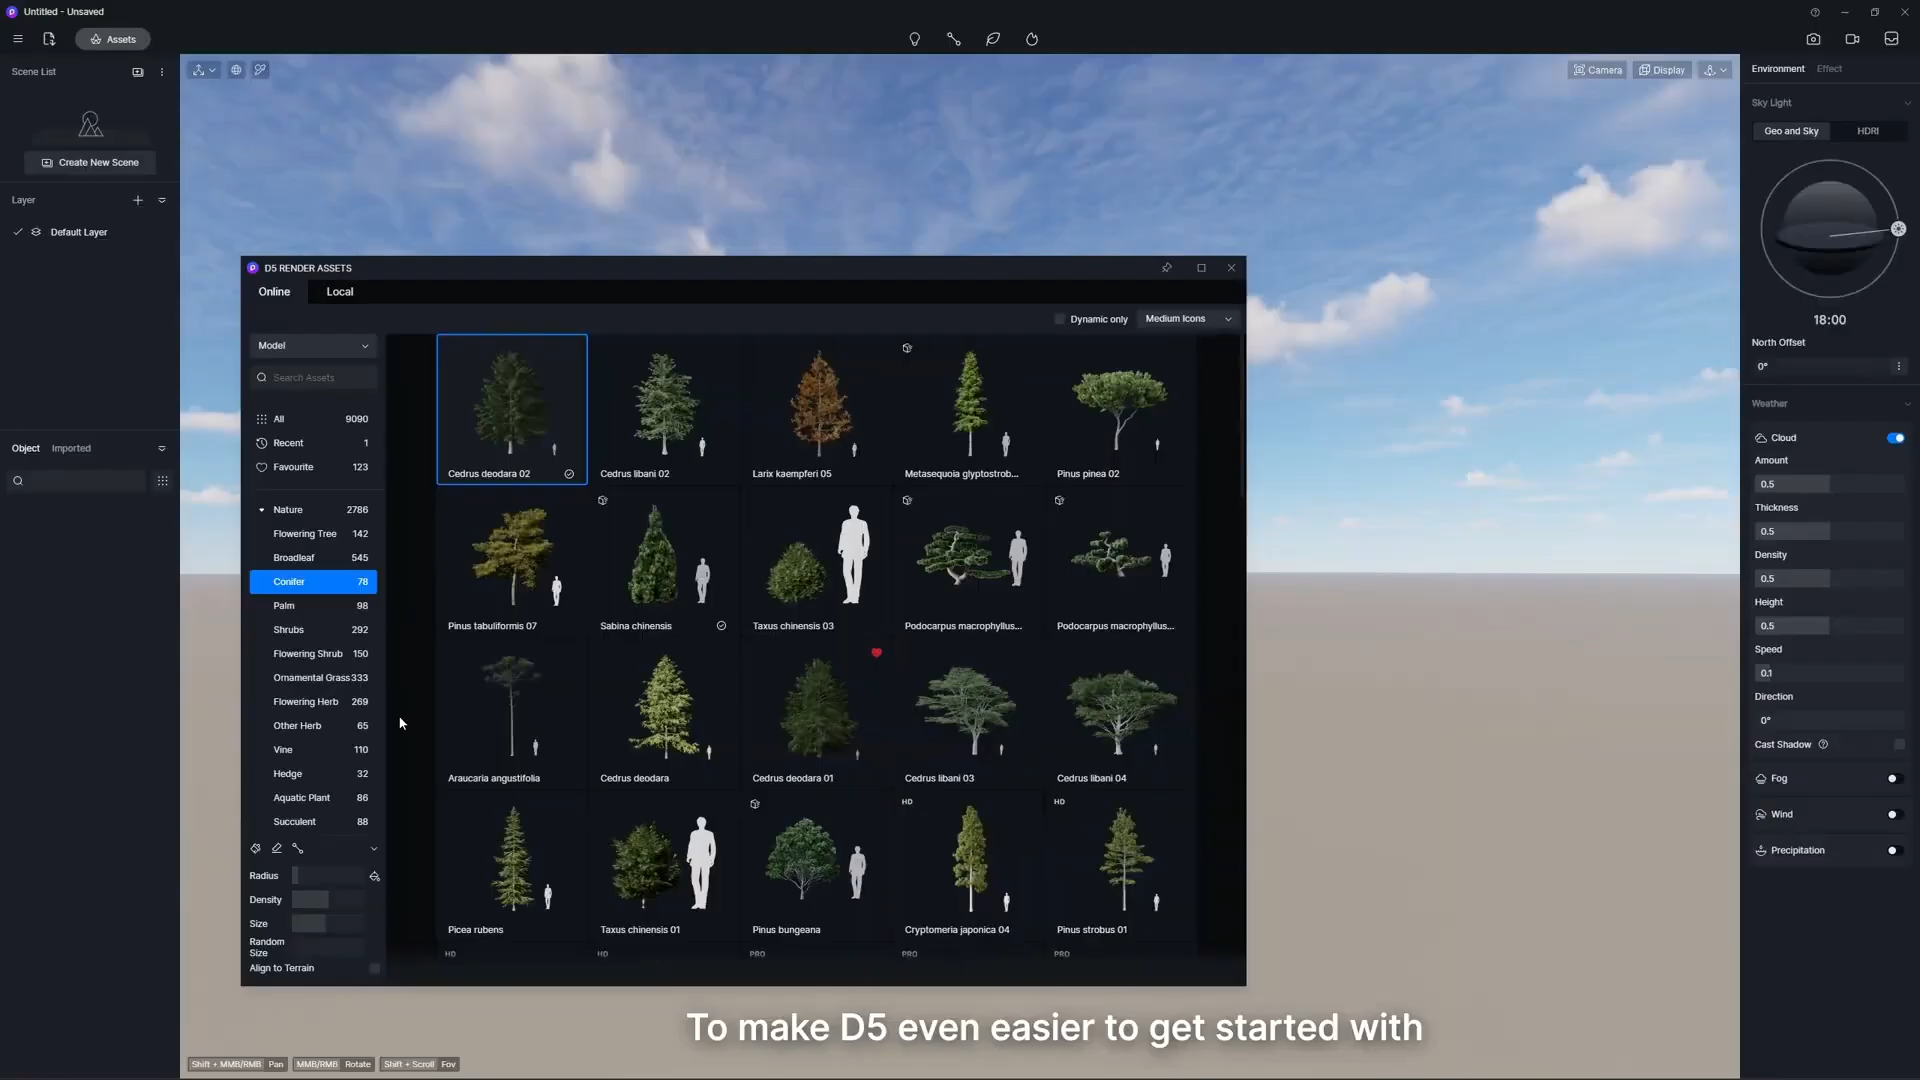 Untitled - Unsaved
Assets
Scene List
Create New Scene
Layer
Default Layer
Object
Imported
Camera
Display
D5 RENDER ASSETS
Online
Local
Dynamic only
Medium Icons
Model
Search Assets
All 9090
Recent 1
Favourite 123
Nature 2786
Flowering Tree 142
Broadleaf 545
Conifer 78
Palm 98
Shrubs 292
Flowering Shrub 150
Ornamental Grass 333
Flowering Herb 269
Other Herb 65
Vine 110
Hedge 32
Aquatic Plant 86
Succulent 88
Radius
Density
Size
Random
Size
Align to Terrain
Cedrus deodara 02
Cedrus libani 02
Larix kaempferi 05
Metasequoia glyptostrob...
Pinus pinea 02
Pinus tabuliformis 07
Sabina chinensis
Taxus chinensis 03
Podocarpus macrophyllus...
Podocarpus macrophyllus...
Araucaria angustifolia
Cedrus deodara
Cedrus deodara 01
Cedrus libani 03
Cedrus libani 04
HD
HD
Picea rubens
Taxus chinensis 01
Pinus bungeana
Cryptomeria japonica 04
Pinus strobus 01
HD
HD
PRO
PRO
PRO
To make D5 even easier to get started with
Shift + MMB/RMB Pan
MMB/RMB Rotate
Shift + Scroll Fov
Environment
Effect
Sky Light
Geo and Sky
HDRI
18:00
North Offset
0°
Weather
Cloud
Amount
0.5
Thickness
0.5
Density
0.5
Height
0.5
Speed
0.1
Direction
0°
Cast Shadow
Fog
Wind
Precipitation